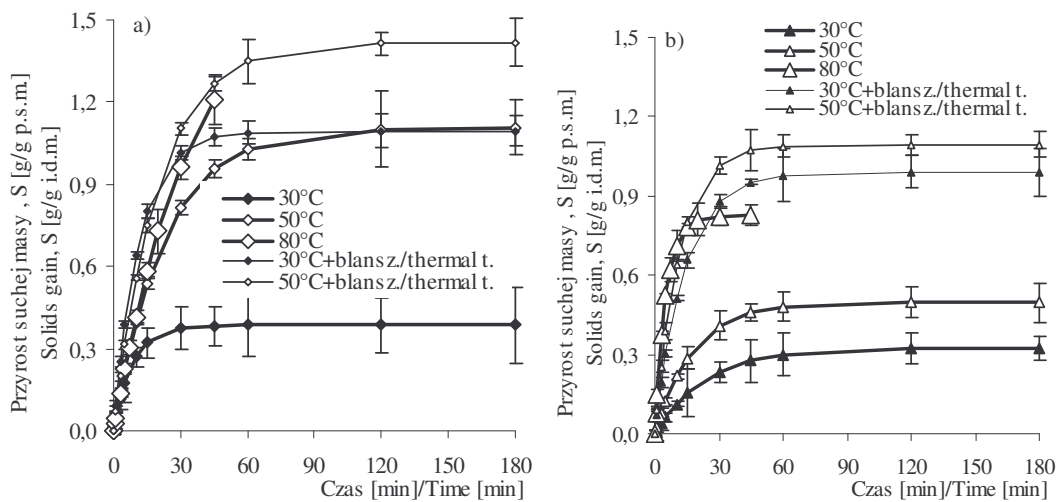 a)
Przyrost suchej masy , S [g/g p.s.m.]
Solids gain, S [g/g i.d.m.]
1,5
1,2
0,9
0,6
0,3
0,0
30°C
50°C
80°C
30°C+blansz./thermal t.
50°C+blansz./thermal t.
0 30 60 90 120 150 180
Czas [min]/Time [min]
b)
Przyrost suchej masy , S [g/g p.s.m.]
Solids gain, S [g/g i.d.m.]
1,5
1,2
0,9
0,6
0,3
0,0
30°C
50°C
80°C
30°C+blansz./thermal t.
50°C+blansz./thermal t.
0 30 60 90 120 150 180
Czas [min]/Time [min]